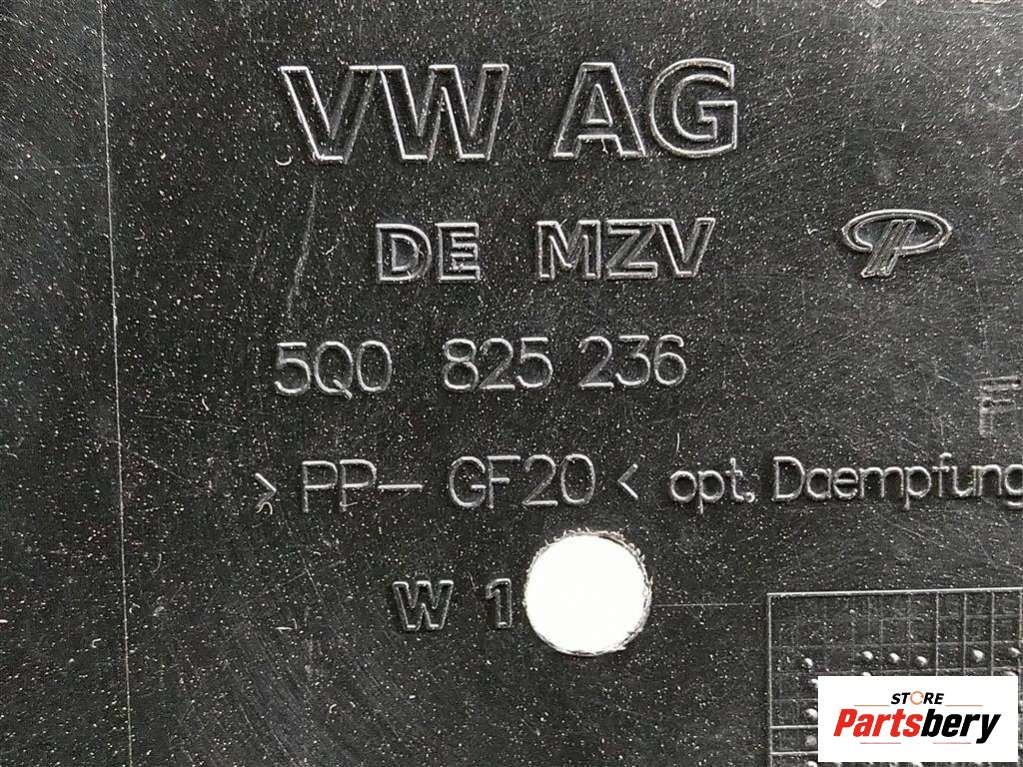 VW AG
DE MZV
5Q0 825 236
>PP-GF20< opt. Daempfung
W 1
STORE
Partsbery